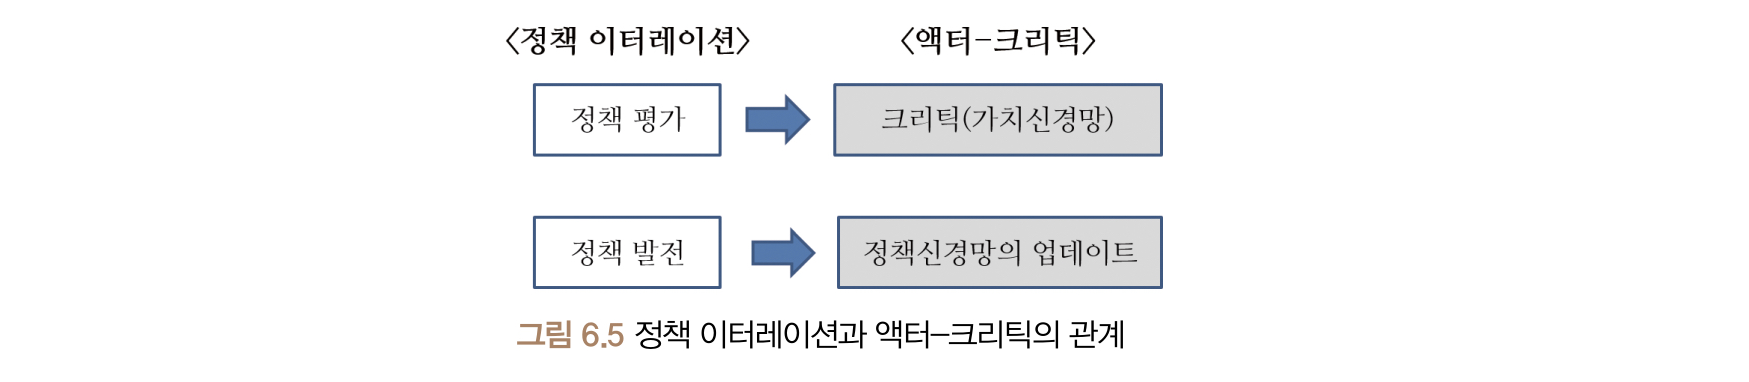 <정책 이터레이션> <액터-크리틱>
정책 평가 크리틱(가치신경망)
정책 발전 정책신경망의 업데이트
그림 6.5 정책 이터레이션과 액터-크리틱의 관계